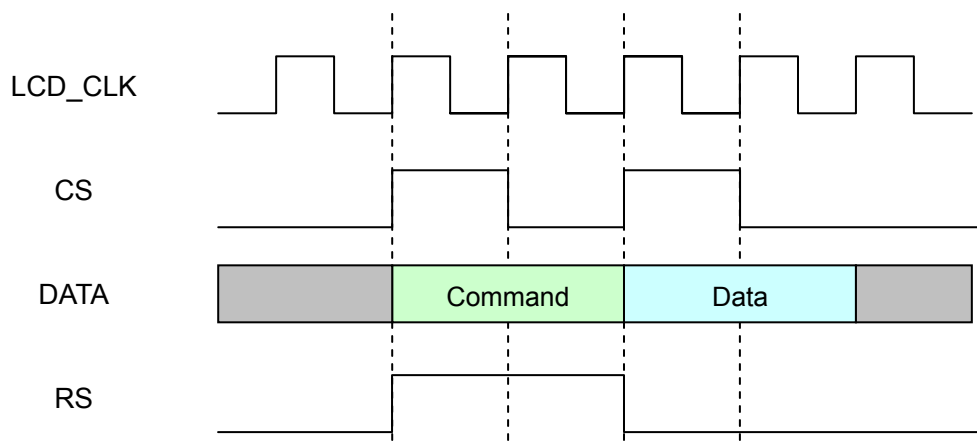 LCD_CLK
CS
DATA
Command
Data
RS